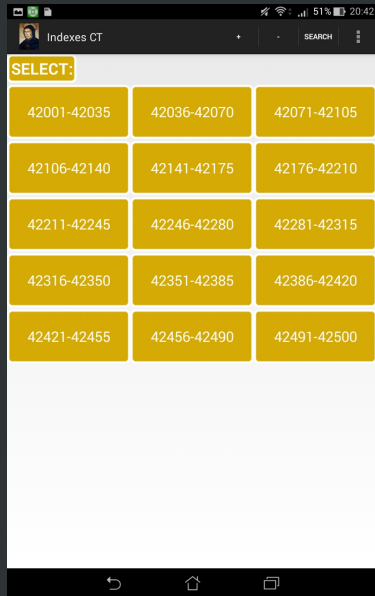 51% 20:42
Indexes CT + - SEARCH
SELECT:
42001-42035 42036-42070 42071-42105
42106-42140 42141-42175 42176-42210
42211-42245 42246-42280 42281-42315
42316-42350 42351-42385 42386-42420
42421-42455 42456-42490 42491-42500